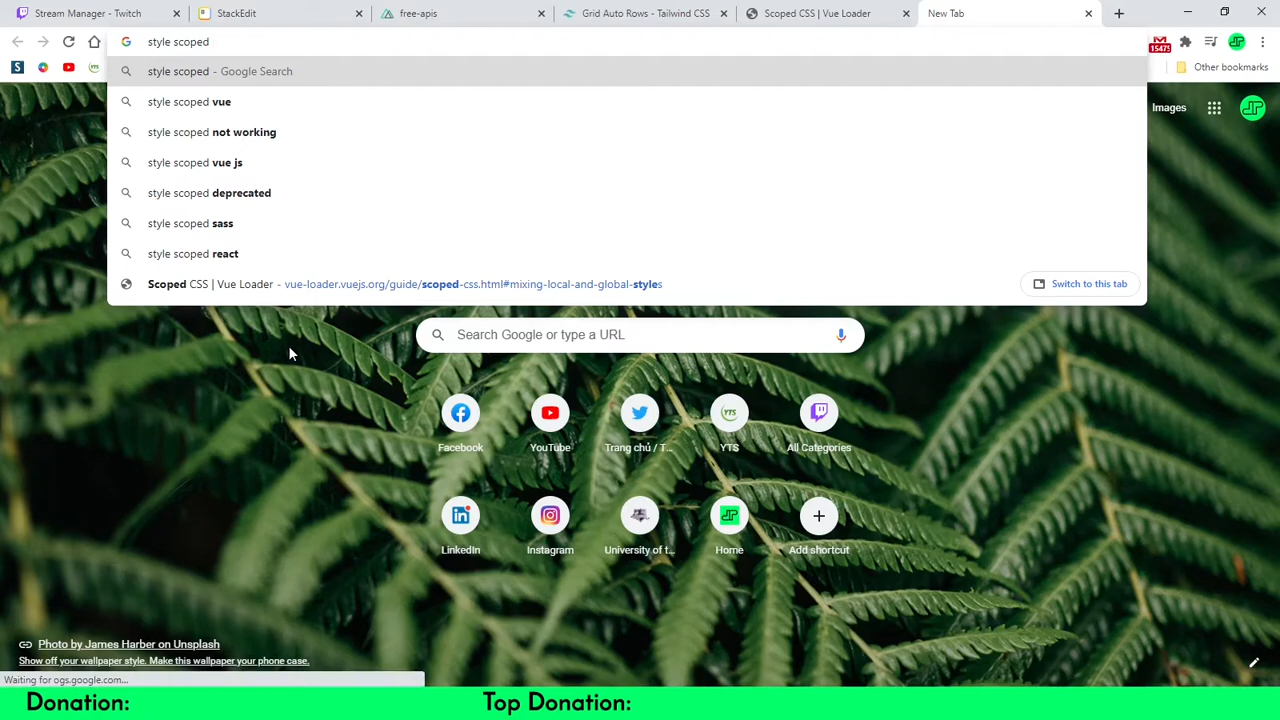 Stream Manager - Twitch
StackEdit
free-apis
Grid Auto Rows - Tailwind CSS
Scoped CSS | Vue Loader
New Tab
style scoped
15475
S
YTS
Other bookmarks
style scoped - Google Search
style scoped vue
style scoped not working
style scoped vue js
style scoped deprecated
style scoped sass
style scoped react
Scoped CSS | Vue Loader - vue-loader.vuejs.org/guide/scoped-css.html#mixing-local-and-global-styles
Switch to this tab
Images
Search Google or type a URL
YTS
Facebook
YouTube
Trang chủ / T...
YTS
All Categories
LinkedIn
Instagram
University of t...
Home
Add shortcut
Photo by James Harber on Unsplash
Show off your wallpaper style. Make this wallpaper your phone case.
Waiting for ogs.google.com...
Donation:
Top Donation: